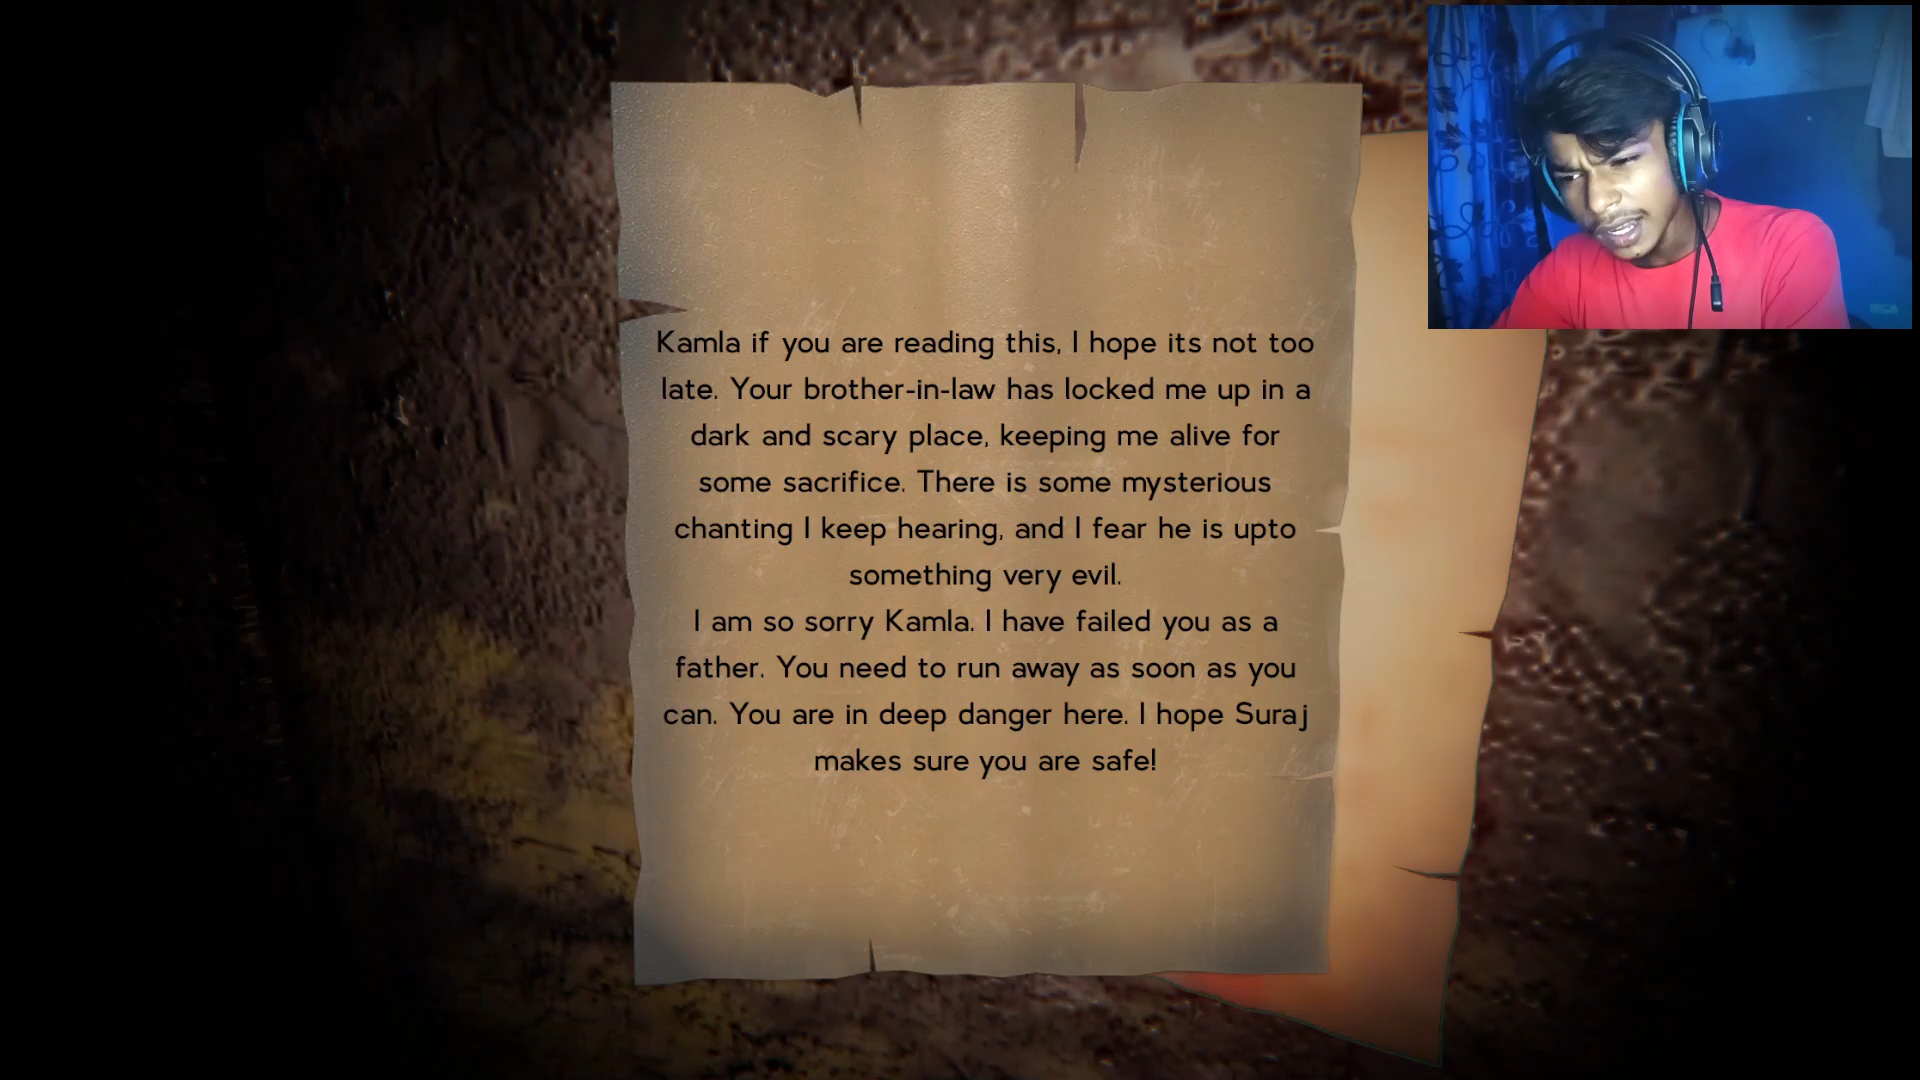 Kamla if you are reading this, I hope its not too
late. Your brother-in-law has locked me up in a
dark and scary place, keeping me alive for
some sacrifice. There is some mysterious
chanting I keep hearing, and I fear he is upto
something very evil.
I am so sorry Kamla. I have failed you as a
father. You need to run away as soon as you
can. You are in deep danger here. I hope Suraj
makes sure you are safe!